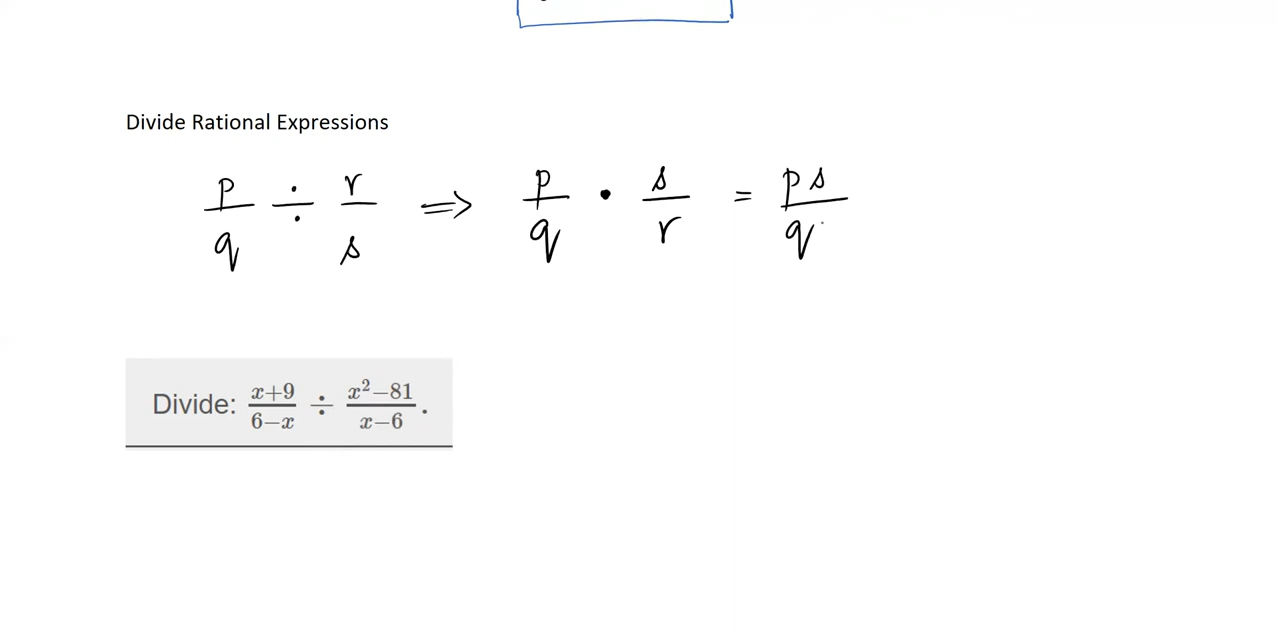 Divide Rational Expressions
p/q ÷ r/s ⇒ p/q • s/r = ps/q
Divide: x+9/6−x ÷ x²−81/x−6.